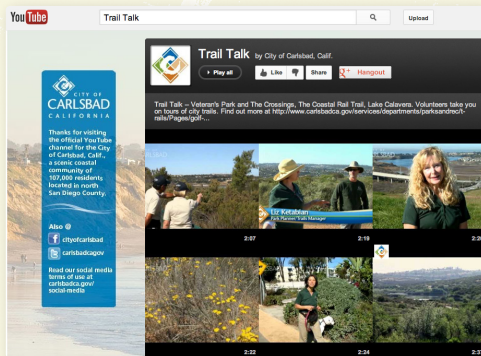 YouTube
Trail Talk
Upload
Trail Talk by City of Carlsbad, Calif.
Play all
Like
Share
Hangout
Trail Talk – Veteran's Park and The Crossings, The Coastal Rail Trail, Lake Calavera. Volunteers take you
on tours of city trails. Find out more at http://www.carlsbadca.gov/services/departments/parksandrec/t-
rails/Pages/golf-...
CITY OF
CARLSBAD
CALIFORNIA
Thanks for visiting
the official YouTube
channel for the City
of Carlsbad, Calif.,
a scenic coastal
community of
107,000 residents
located in north
San Diego County.
Also @
cityofcarlsbad
carlsbadcagov
Read our social media
terms of use at
carlsbadca.gov/
social-media
Liz Ketabian
Park Planner/Trails Manager
2:07
2:19
2:22
2:24